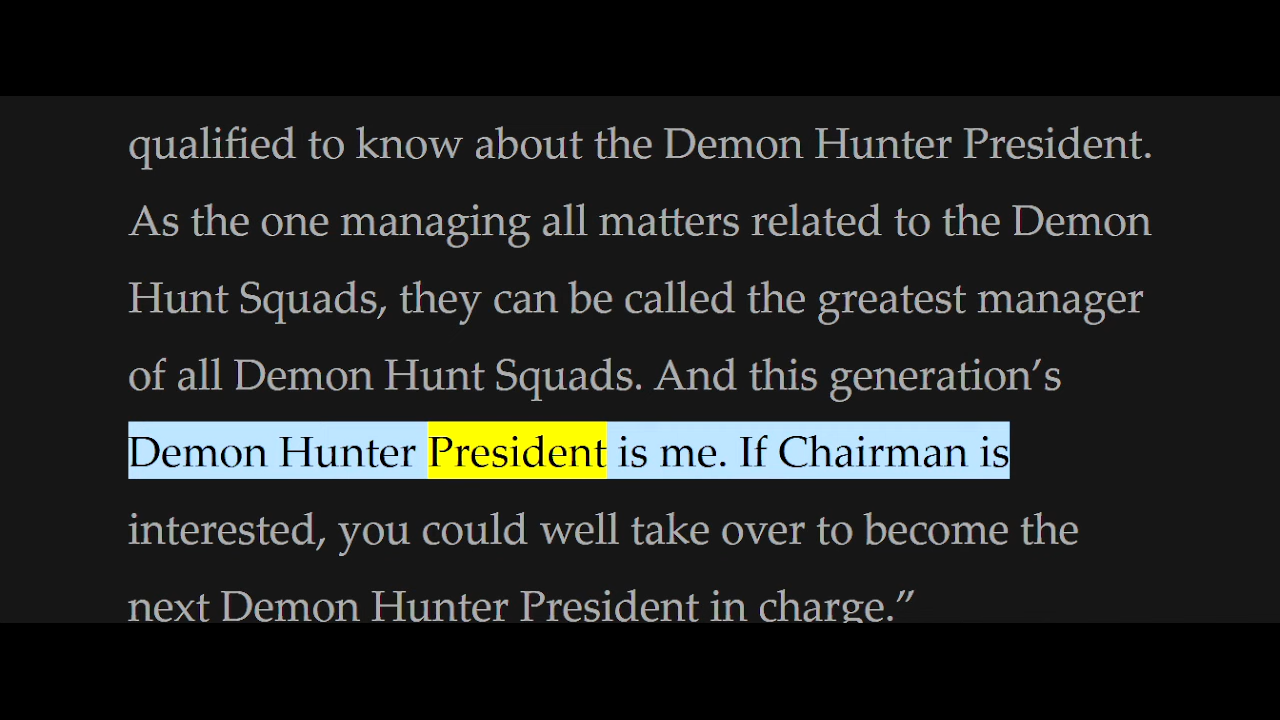 qualified to know about the Demon Hunter President.
As the one managing all matters related to the Demon
Hunt Squads, they can be called the greatest manager
of all Demon Hunt Squads. And this generation’s
Demon Hunter President is me. If Chairman is
interested, you could well take over to become the
next Demon Hunter President in charge.”